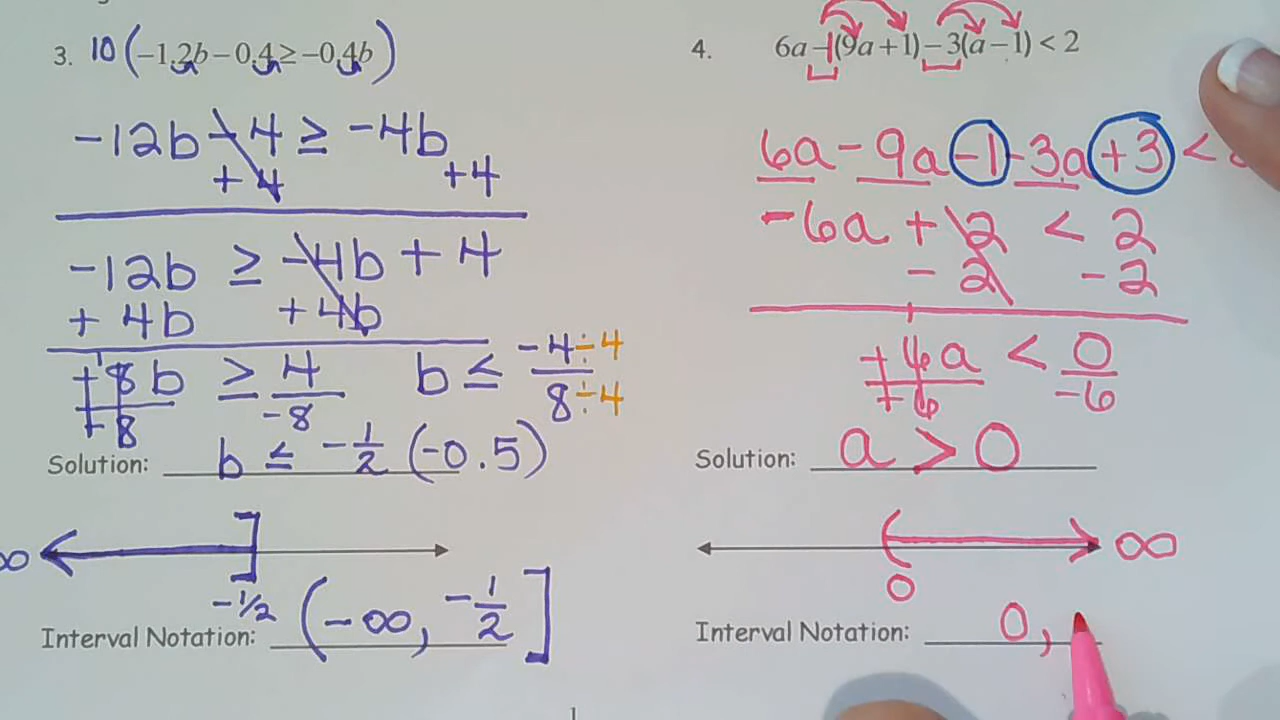 3. 10(-1.2b - 0.4 ≥ -0.4b)
-12b - 4 ≥ -4b
+ 4 +4
-12b ≥ -4b + 4
+ 4b + 4b
-8b ≥ 4 b ≤ -4÷4
-8 -8 8÷4
Solution: b ≤ -1/2 (-0.5)
∞ -1/2
Interval Notation: (-∞, -1/2]
4. 6a - 1(9a + 1) - 3(a - 1) < 2
6a - 9a - 1 - 3a + 3 <
-6a + 2 < 2
- 2 - 2
-6a < 0
-6 -6
Solution: a > 0
0 ∞
Interval Notation: 0,
1